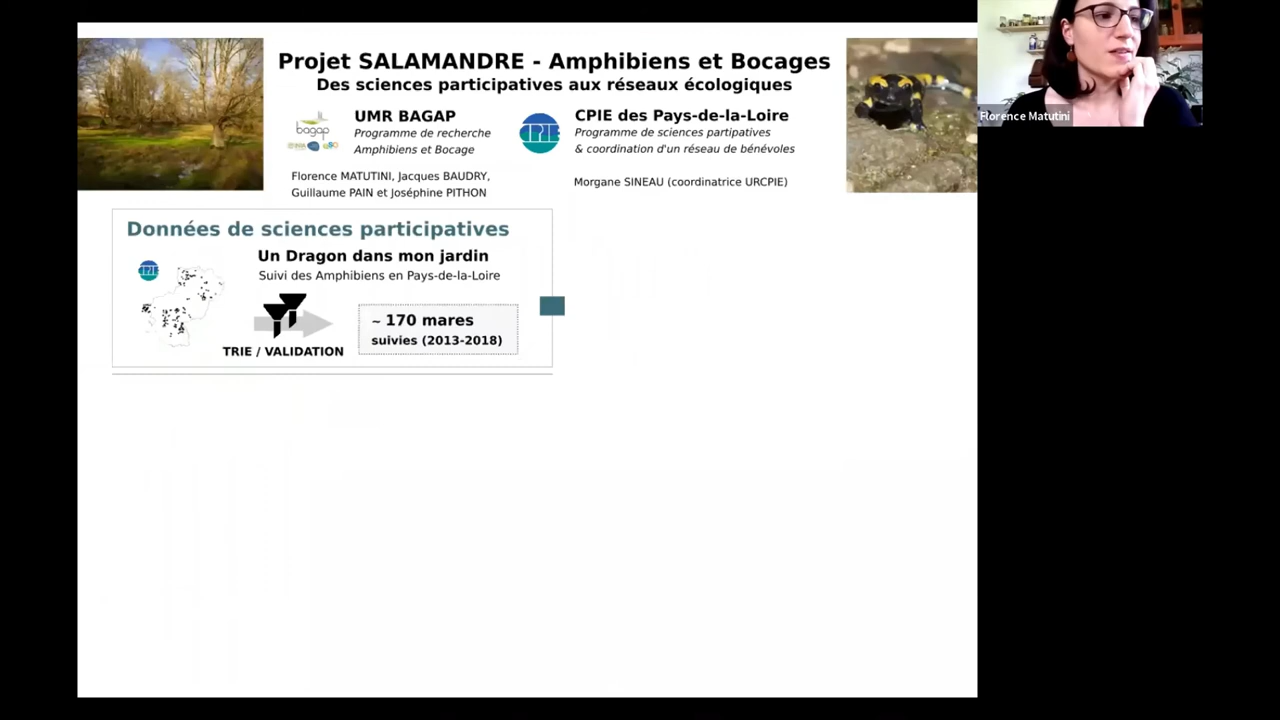 Projet SALAMANDRE - Amphibiens et Bocages
Des sciences participatives aux réseaux écologiques
bagap
UMR BAGAP
Programme de recherche
Amphibiens et Bocage
Florence MATUTINI, Jacques BAUDRY,
Guillaume PAIN et Joséphine PITHON
CPIE
CPIE des Pays-de-la-Loire
Programme de sciences partipatives
& coordination d'un réseau de bénévoles
Morgane SINEAU (coordinatrice URCPIE)
Florence Matutini
Données de sciences participatives
CPIE
Un Dragon dans mon jardin
Suivi des Amphibiens en Pays-de-la-Loire
TRIE / VALIDATION
~ 170 mares
suivies (2013-2018)